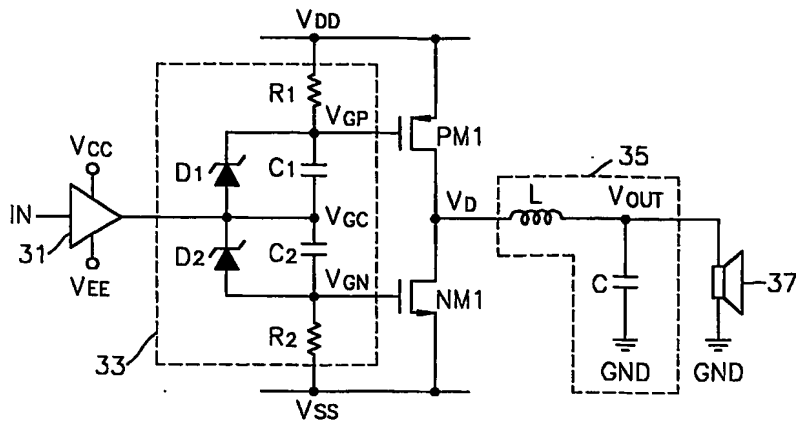 VDD
R1
VGP
PM1
35
VCC
D1
C1
L
VOUT
IN
VGC
VD
31
D2
C2
37
VEE
VGN
NM1
C
R2
33
GND
GND
VSS